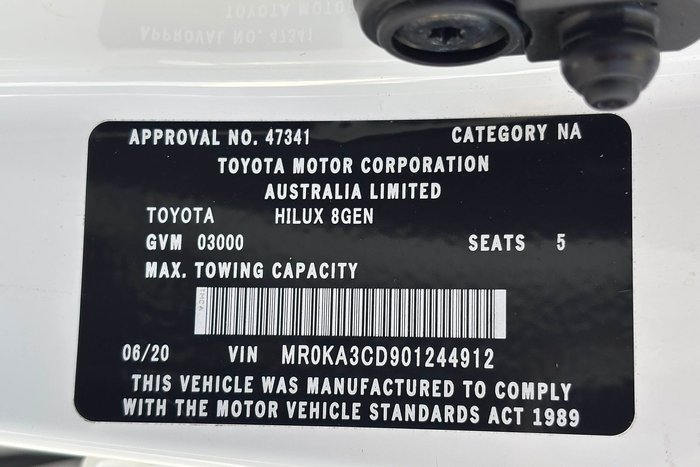 APPROVAL NO. 47341 CATEGORY NA
TOYOTA MOTOR CORPORATION
AUSTRALIA LIMITED
TOYOTA HILUX 8GEN
GVM 03000 SEATS 5
MAX. TOWING CAPACITY
06/20 VIN MR0KA3CD901244912
THIS VEHICLE WAS MANUFACTURED TO COMPLY
WITH THE MOTOR VEHICLE STANDARDS ACT 1989